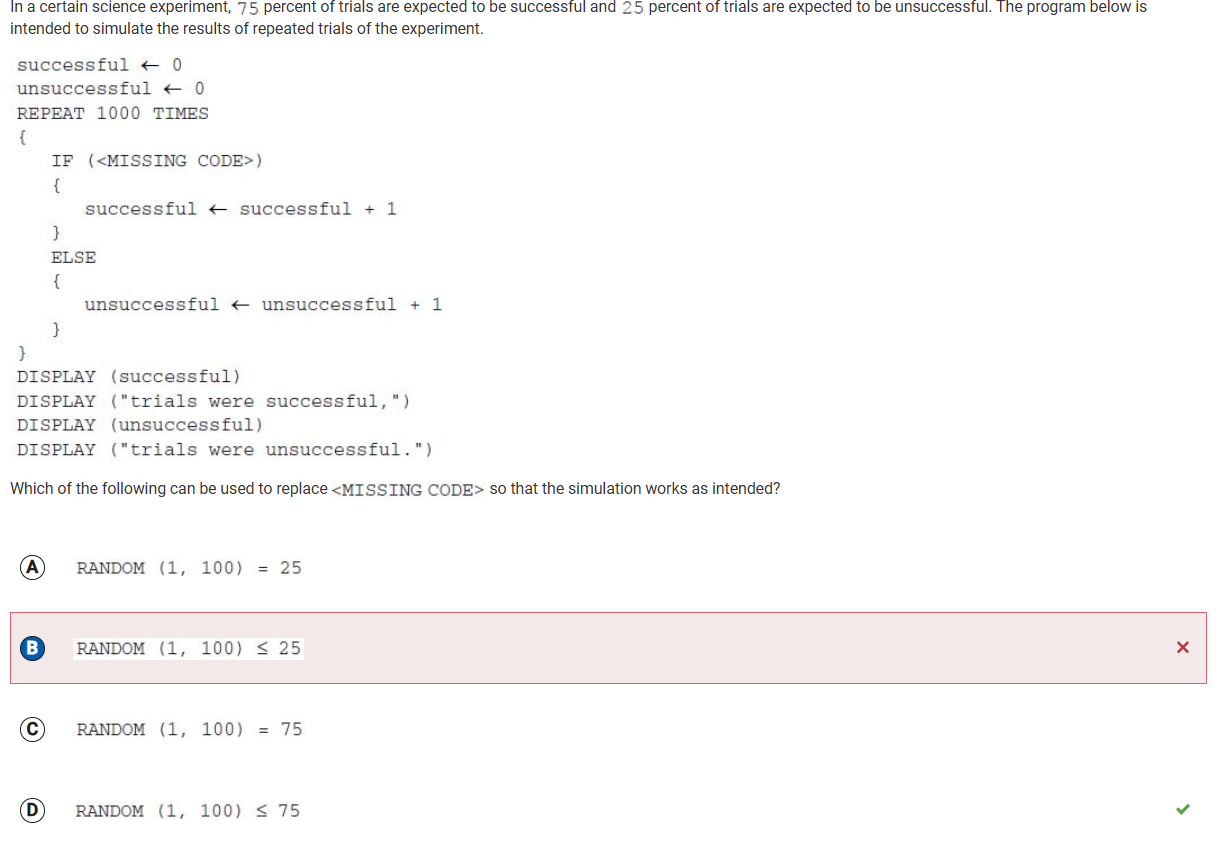 In a certain science experiment, 75 percent of trials are expected to be successful and 25 percent of trials are expected to be unsuccessful. The program below is
intended to simulate the results of repeated trials of the experiment.
successful ← 0
unsuccessful ← 0
REPEAT 1000 TIMES
{
IF (<MISSING CODE>)
{
successful ← successful + 1
}
ELSE
{
unsuccessful ← unsuccessful + 1
}
}
DISPLAY (successful)
DISPLAY ("trials were successful,")
DISPLAY (unsuccessful)
DISPLAY ("trials were unsuccessful.")
Which of the following can be used to replace <MISSING CODE> so that the simulation works as intended?
A RANDOM (1, 100) = 25
B RANDOM (1, 100) ≤ 25
C RANDOM (1, 100) = 75
D RANDOM (1, 100) ≤ 75